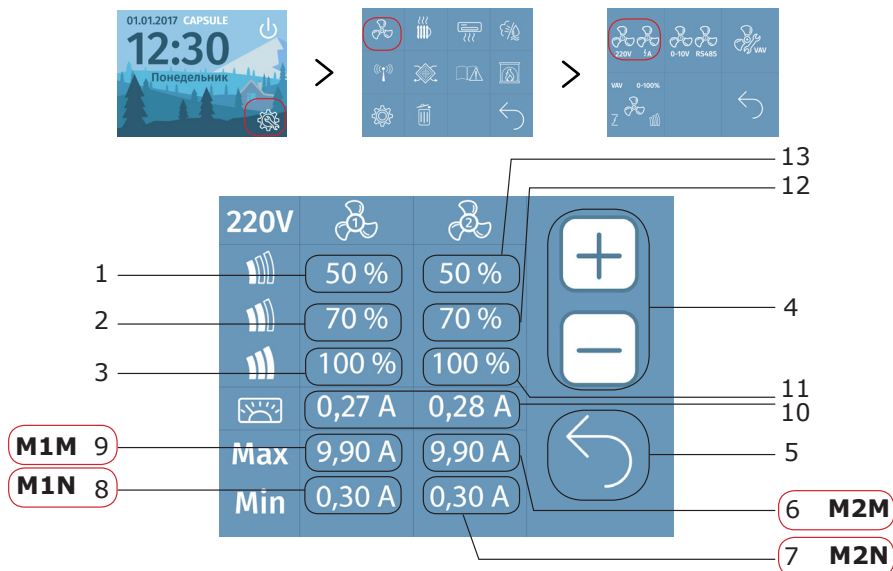 01.01.2017 CAPSULE
12:30
Понедельник
>
>
220V A 0-10V RS485 VAV
VAV 0-100%
13
12
220V 1 2
1 50 % 50 %
2 70 % 70 %
4
3 100 % 100 %
11
0,27 A 0,28 A 10
M1M 9 Max 9,90 A 9,90 A 5
M1N 8 Min 0,30 A 0,30 A
6 M2M
7 M2N